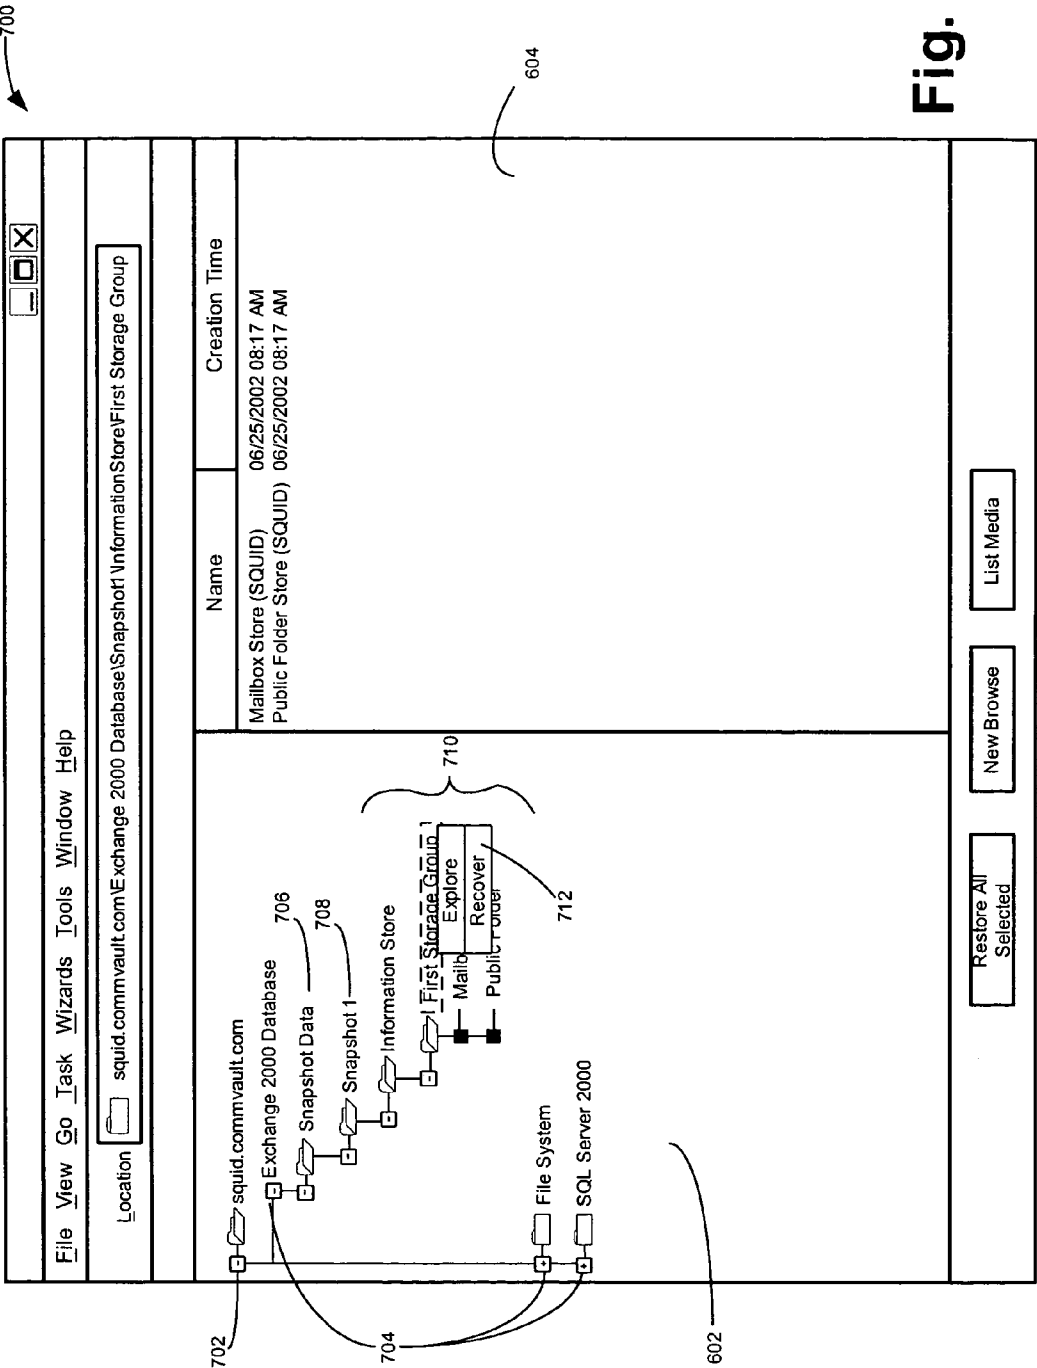 700
File View Go Task Wizards Tools Window Help
Location squid.commvault.com\Exchange 2000 Database\Snapshot1\InformationStore\First Storage Group
Name Creation Time
Mailbox Store (SQUID) 06/25/2002 08:17 AM
Public Folder Store (SQUID) 06/25/2002 08:17 AM
702
squid.commvault.com
Exchange 2000 Database
706
Snapshot Data
708
Snapshot 1
Information Store
710
First Storage Group 1
Mailb
Explore
Recover
Public Folder
712
704
File System
SQL Server 2000
602
604
Restore All
Selected
New Browse
List Media
Fig.